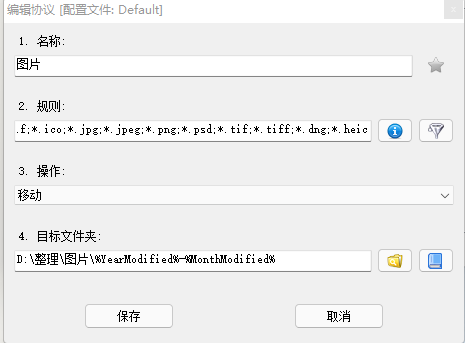 编辑协议 [配置文件: Default]
1. 名称:
图片
2. 规则:
.f;*.ico;*.jpg;*.jpeg;*.png;*.psd;*.tif;*.tiff;*.dng;*.heic
3. 操作:
移动
4. 目标文件夹:
D:\整理\图片\%YearModified%-%MonthModified%
保存
取消